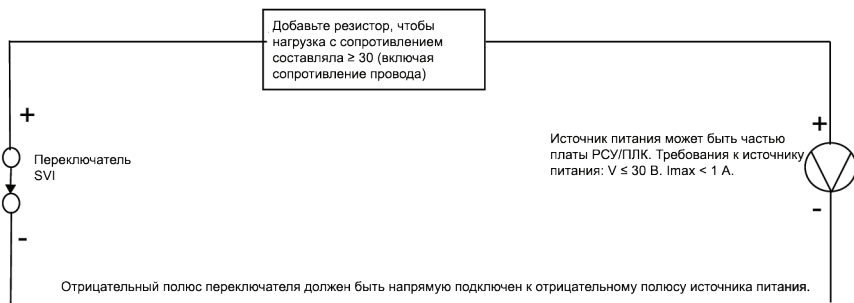 Добавьте резистор, чтобы
нагрузка с сопротивлением
составляла ≥ 30 (включая
сопротивление провода)
+
+
Переключатель
SVI
Источник питания может быть частью
платы РСУ/ПЛК. Требования к источнику
питания: V ≤ 30 В. Imax < 1 А.
-
-
Отрицательный полюс переключателя должен быть напрямую подключен к отрицательному полюсу источника питания.